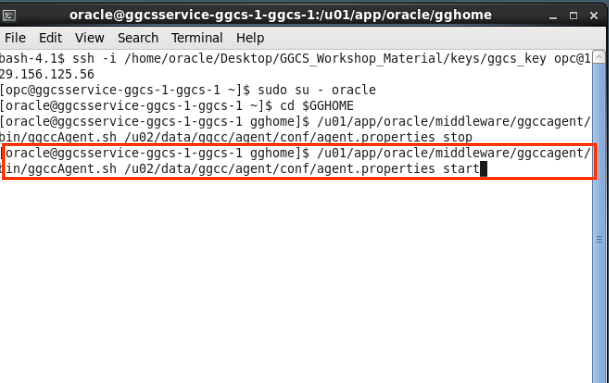 oracle@ggcsservice-ggcs-1-ggcs-1:/u01/app/oracle/gghome
File Edit View Search Terminal Help
bash-4.1$ ssh -i /home/oracle/Desktop/GGCS_Workshop_Material/keys/ggcs_key opc@1
29.156.125.56
[opc@ggcsservice-ggcs-1-ggcs-1 ~]$ sudo su - oracle
[oracle@ggcsservice-ggcs-1-ggcs-1 ~]$ cd $GGHOME
[oracle@ggcsservice-ggcs-1-ggcs-1 gghome]$ /u01/app/oracle/middleware/ggccagent/
bin/ggccAgent.sh /u02/data/ggcc/agent/conf/agent.properties stop
[oracle@ggcsservice-ggcs-1-ggcs-1 gghome]$ /u01/app/oracle/middleware/ggccagent/
bin/ggccAgent.sh /u02/data/ggcc/agent/conf/agent.properties start